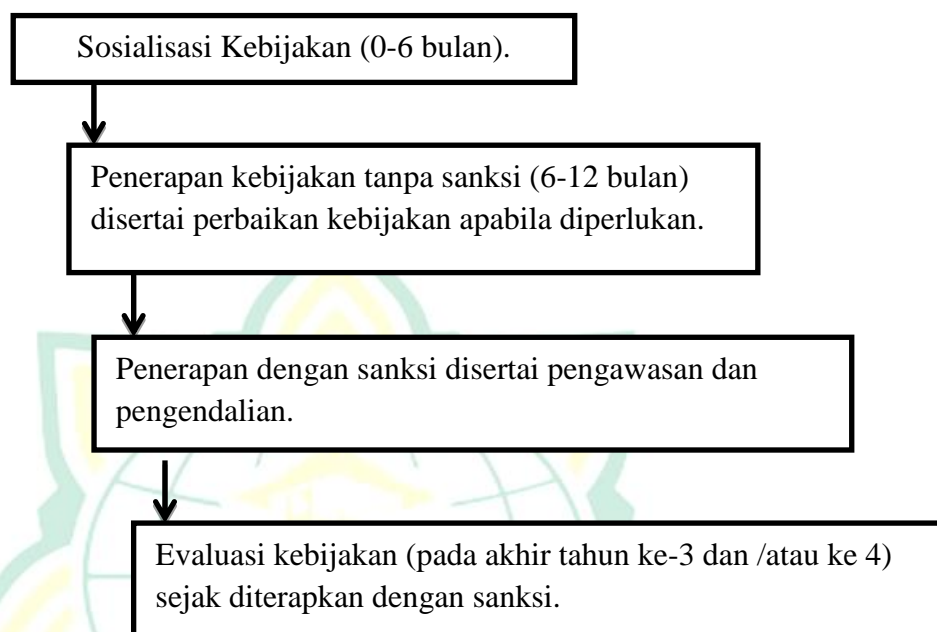 Sosialisasi Kebijakan (0-6 bulan).
Penerapan kebijakan tanpa sanksi (6-12 bulan)
disertai perbaikan kebijakan apabila diperlukan.
Penerapan dengan sanksi disertai pengawasan dan
pengendalian.
Evaluasi kebijakan (pada akhir tahun ke-3 dan /atau ke 4)
sejak diterapkan dengan sanksi.